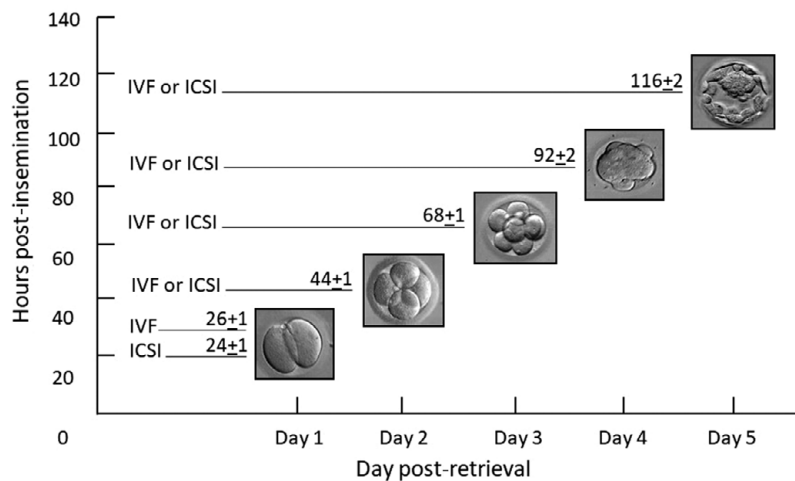 140
120
100
80
60
40
20
0
Hours post-insemination
IVF or ICSI 116±2
IVF or ICSI 92±2
IVF or ICSI 68±1
IVF or ICSI 44±1
IVF 26±1
ICSI 24±1
Day 1 Day 2 Day 3 Day 4 Day 5
Day post-retrieval